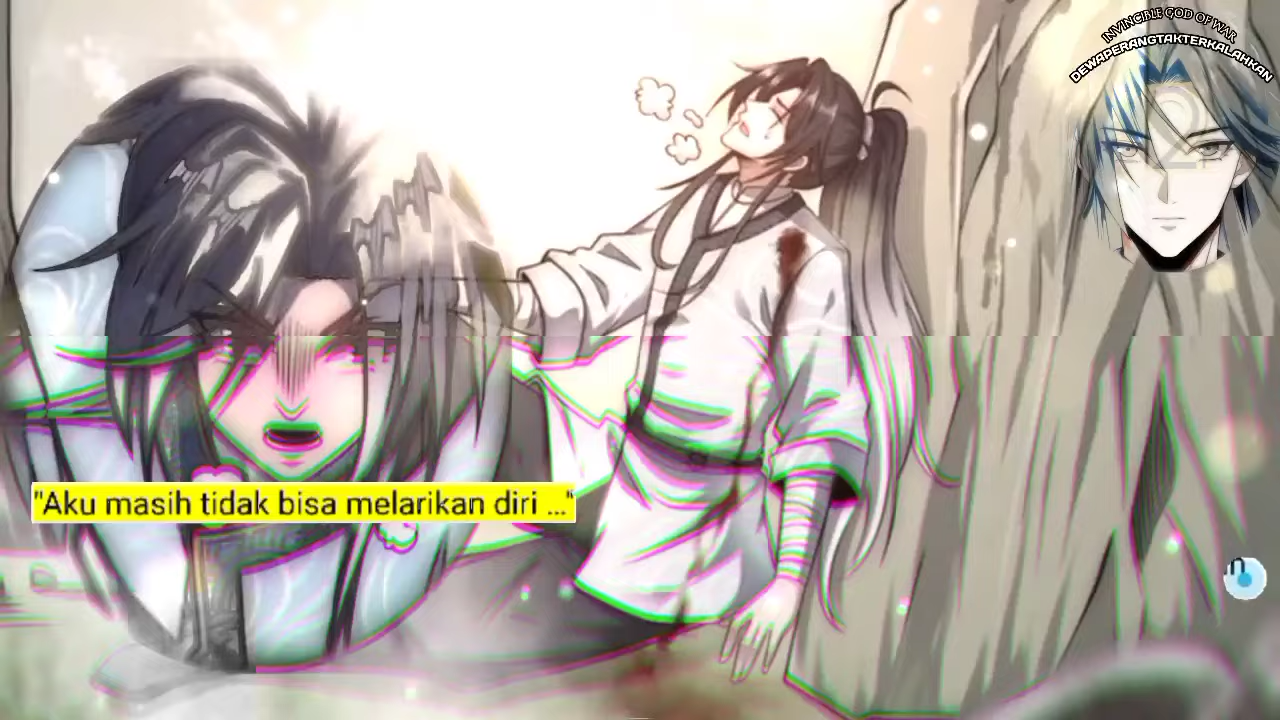 INVINCIBLE GOD OF WAR
DEWAPERANGTAKTERKALAHKAN
"Aku masih tidak bisa melarikan diri ..."